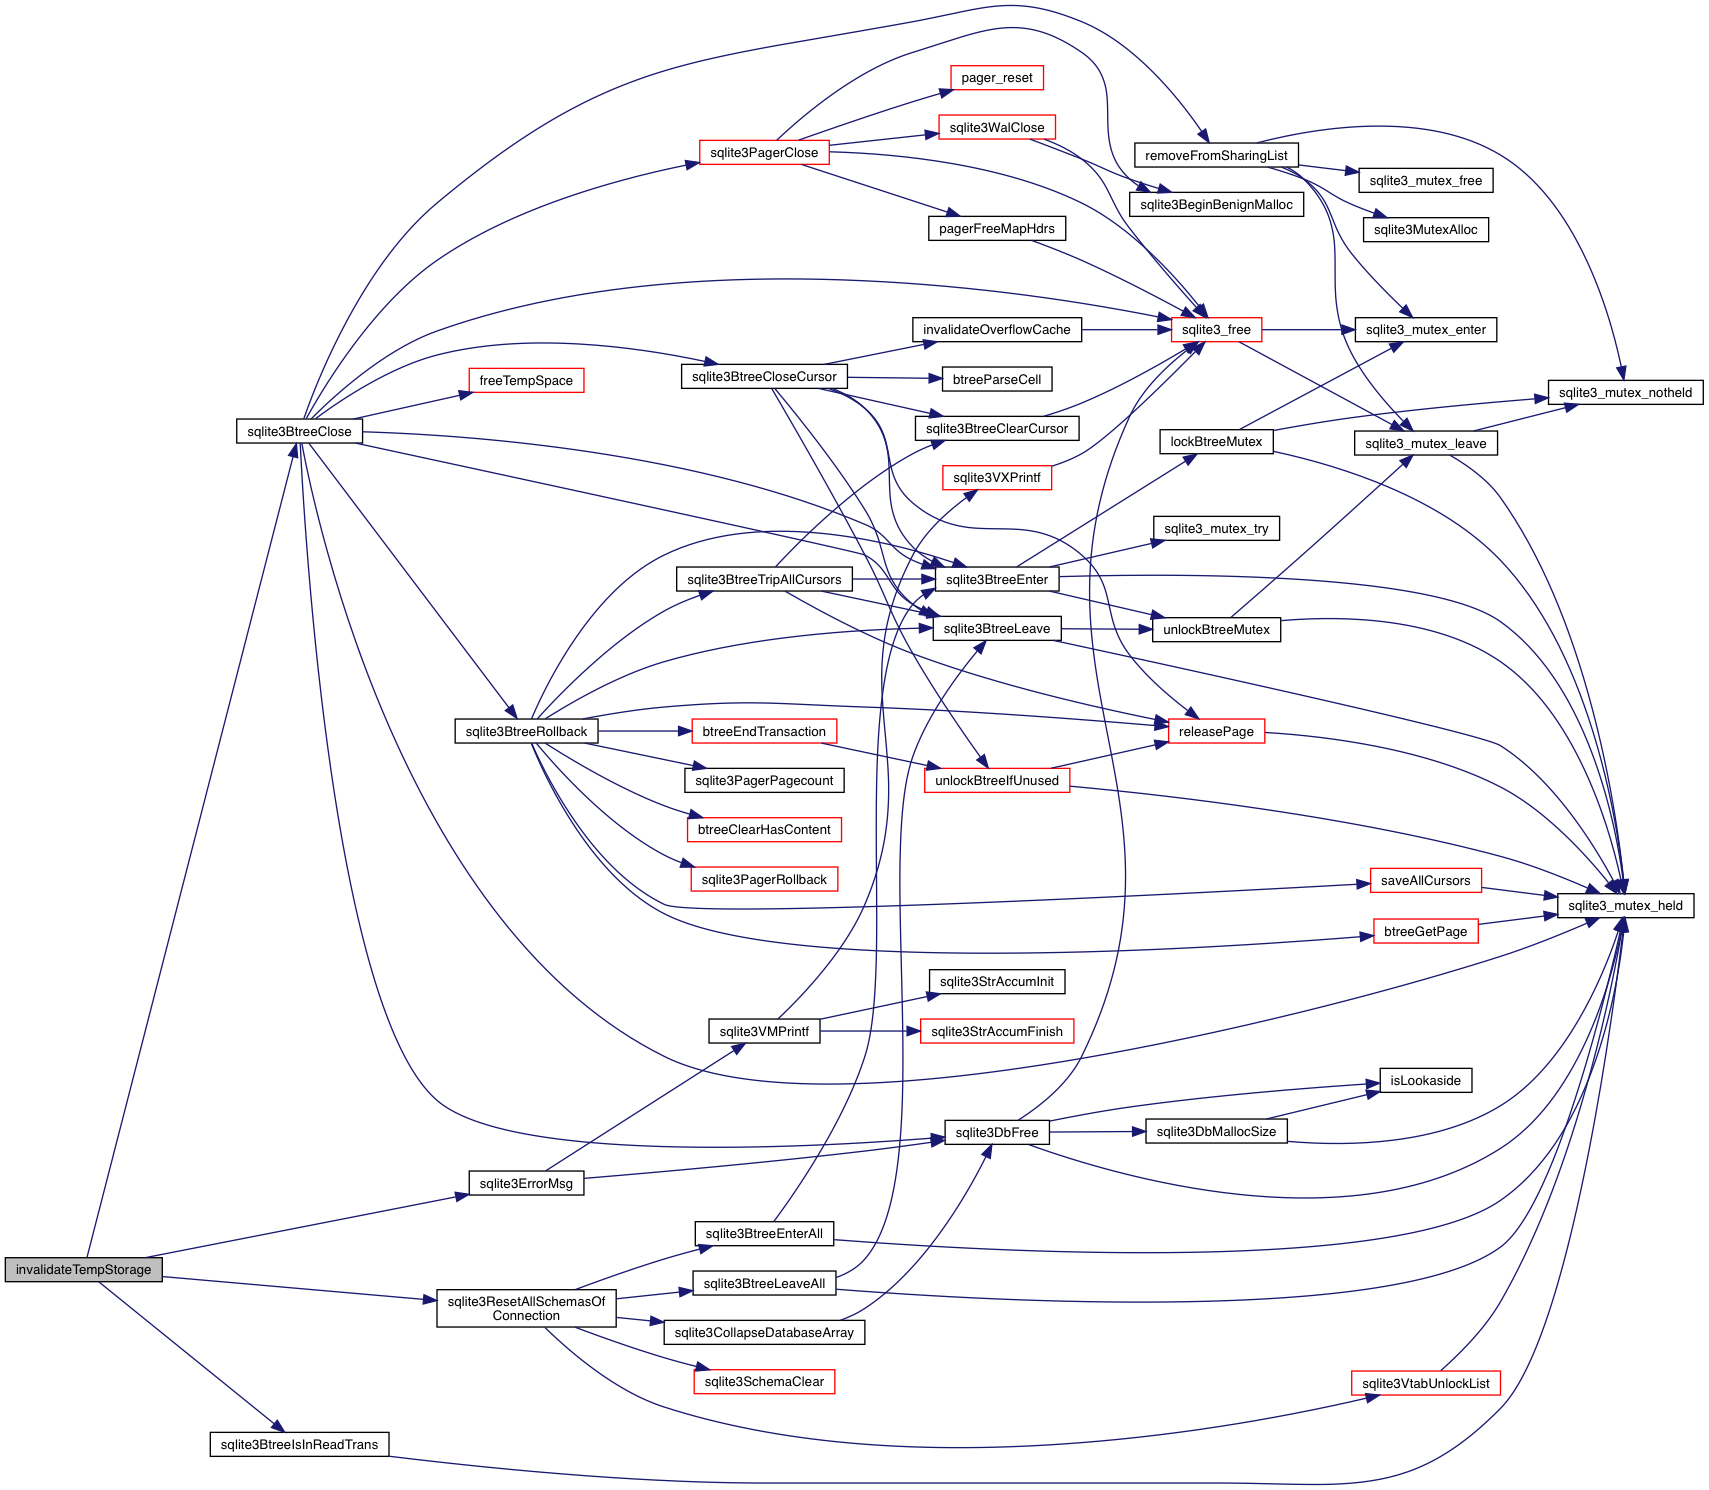 pager_reset
sqlite3WalClose
sqlite3PagerClose
removeFromSharingList
sqlite3_mutex_free
sqlite3BeginBenignMalloc
pagerFreeMapHdrs
sqlite3MutexAlloc
invalidateOverflowCache
sqlite3_free
sqlite3_mutex_enter
sqlite3BtreeCloseCursor
btreeParseCell
freeTempSpace
sqlite3_mutex_notheld
sqlite3BtreeClose
sqlite3BtreeClearCursor
lockBtreeMutex
sqlite3_mutex_leave
sqlite3VXPrintf
sqlite3_mutex_try
sqlite3BtreeTripAllCursors
sqlite3BtreeEnter
sqlite3BtreeLeave
unlockBtreeMutex
sqlite3BtreeRollback
btreeEndTransaction
releasePage
sqlite3PagerPagecount
unlockBtreeIfUnused
btreeClearHasContent
sqlite3PagerRollback
saveAllCursors
sqlite3_mutex_held
btreeGetPage
sqlite3StrAccumInit
sqlite3VMPrintf
sqlite3StrAccumFinish
isLookaside
sqlite3DbFree
sqlite3DbMallocSize
sqlite3ErrorMsg
sqlite3BtreeEnterAll
invalidateTempStorage
sqlite3BtreeLeaveAll
sqlite3ResetAllSchemasOf
Connection
sqlite3CollapseDatabaseArray
sqlite3SchemaClear
sqlite3VtabUnlockList
sqlite3BtreeIsInReadTrans